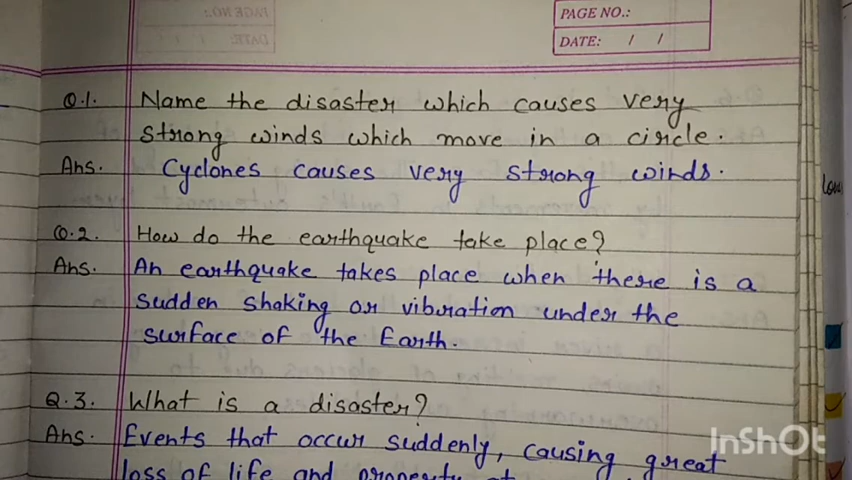 PAGE NO.:
DATE: / /
Q.1. Name the disaster which causes very
strong winds which move in a circle.
Ans. Cyclones causes very strong winds.
Q.2. How do the earthquake take place?
Ans. An earthquake takes place when there is a
sudden shaking or vibration under the
surface of the Earth.
Q.3. What is a disaster?
Ans. Events that occur suddenly, causing great
loss of life and property
InShOt